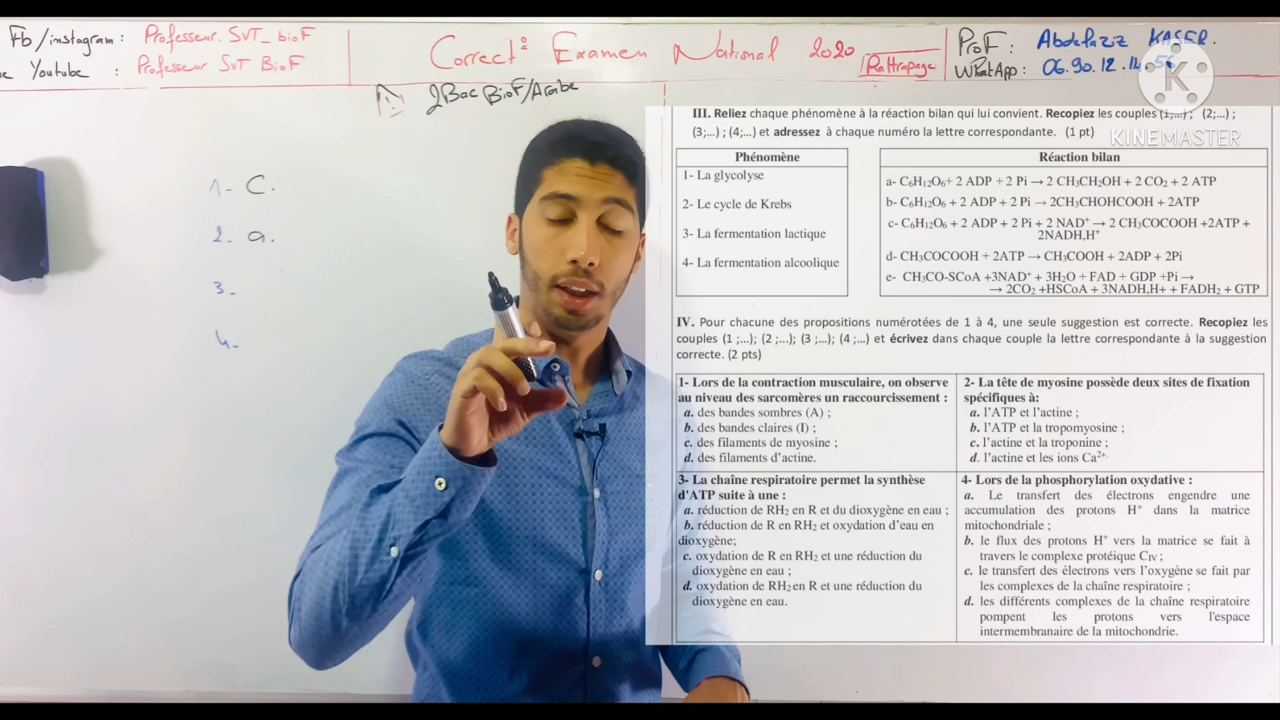 Fb/instagram: Professeur. SVT_bioF
Youtube : Professeur SVT BioF
Correct° Examen National 2020
Rattrapage
2Bac BioF/Arabe
Prof: Abdelaziz KASER.
WhatApp: 06.90.12.14.56
K
KINEMASTER
1- C.
2- a.
3-
4-
III. Reliez chaque phénomène à la réaction bilan qui lui convient. Recopiez les couples (1;...) ; (2;...) ;
(3;...) ; (4;...) et adressez à chaque numéro la lettre correspondante. (1 pt)
Phénomène
1- La glycolyse
2- Le cycle de Krebs
3- La fermentation lactique
4- La fermentation alcoolique
Réaction bilan
a- C₆H₁₂O₆+ 2 ADP + 2 Pi → 2 CH₃CH₂OH + 2 CO₂ + 2 ATP
b- C₆H₁₂O₆ + 2 ADP + 2 Pi → 2CH₃CHOHCOOH + 2ATP
c- C₆H₁₂O₆ + 2 ADP + 2 Pi + 2 NAD⁺ → 2 CH₃COCOOH +2ATP +
2NADH,H⁺
d- CH₃COCOOH + 2ATP → CH₃COOH + 2ADP + 2Pi
e- CH₃CO-SCoA +3NAD⁺ + 3H₂O + FAD + GDP +Pi →
→ 2CO₂ +HSCoA + 3NADH,H+ + FADH₂ + GTP
IV. Pour chacune des propositions numérotées de 1 à 4, une seule suggestion est correcte. Recopiez les
couples (1 ;...); (2 ;...); (3 ;...); (4 ;...) et écrivez dans chaque couple la lettre correspondante à la suggestion
correcte. (2 pts)
1- Lors de la contraction musculaire, on observe
au niveau des sarcomères un raccourcissement :
a. des bandes sombres (A) ;
b. des bandes claires (I) ;
c. des filaments de myosine ;
d. des filaments d'actine.
2- La tête de myosine possède deux sites de fixation
spécifiques à:
a. l'ATP et l'actine ;
b. l'ATP et la tropomyosine ;
c. l'actine et la troponine ;
d. l'actine et les ions Ca²⁺.
3- La chaîne respiratoire permet la synthèse
d'ATP suite à une :
a. réduction de RH₂ en R et du dioxygène en eau ;
b. réduction de R en RH₂ et oxydation d'eau en
dioxygène;
c. oxydation de R en RH₂ et une réduction du
dioxygène en eau ;
d. oxydation de RH₂ en R et une réduction du
dioxygène en eau.
4- Lors de la phosphorylation oxydative :
a. Le transfert des électrons engendre une
accumulation des protons H⁺ dans la matrice
mitochondriale ;
b. le flux des protons H⁺ vers la matrice se fait à
travers le complexe protéique CIV ;
c. le transfert des électrons vers l'oxygène se fait par
les complexes de la chaîne respiratoire ;
d. les différents complexes de la chaîne respiratoire
pompent les protons vers l'espace
intermembranaire de la mitochondrie.